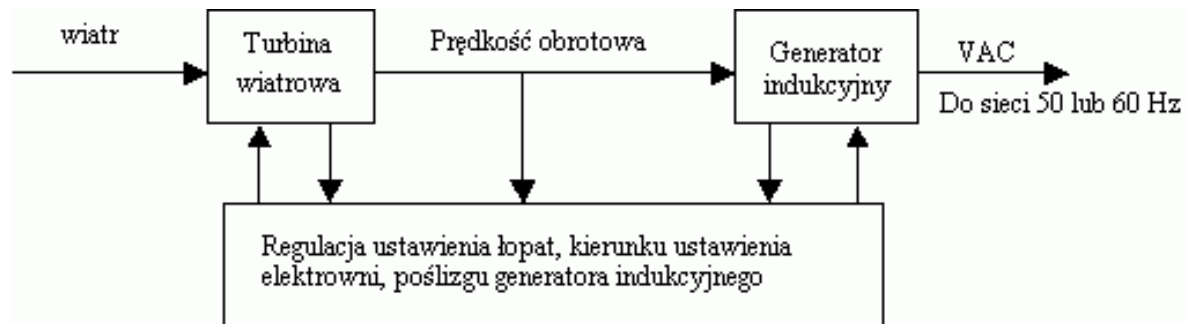 wiatr
Turbina
wiatrowa
Prędkość obrotowa
Generator
indukcyjny
VAC
Do sieci 50 lub 60 Hz
Regulacja ustawienia łopat, kierunku ustawienia
elektrowni, poślizgu generatora indukcyjnego